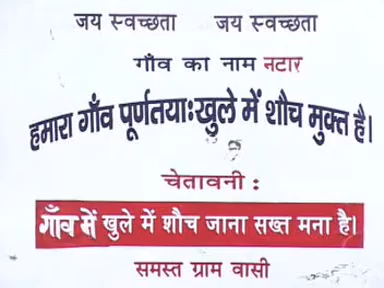 जय स्वच्छता जय स्वच्छता
गाँव का नाम नटार
हमारा गाँव पूर्णतयाःखुले में शौच मुक्त है।
चेतावनी :
गाँव में खुले में शौच जाना सख्त मना है।
समस्त ग्राम वासी